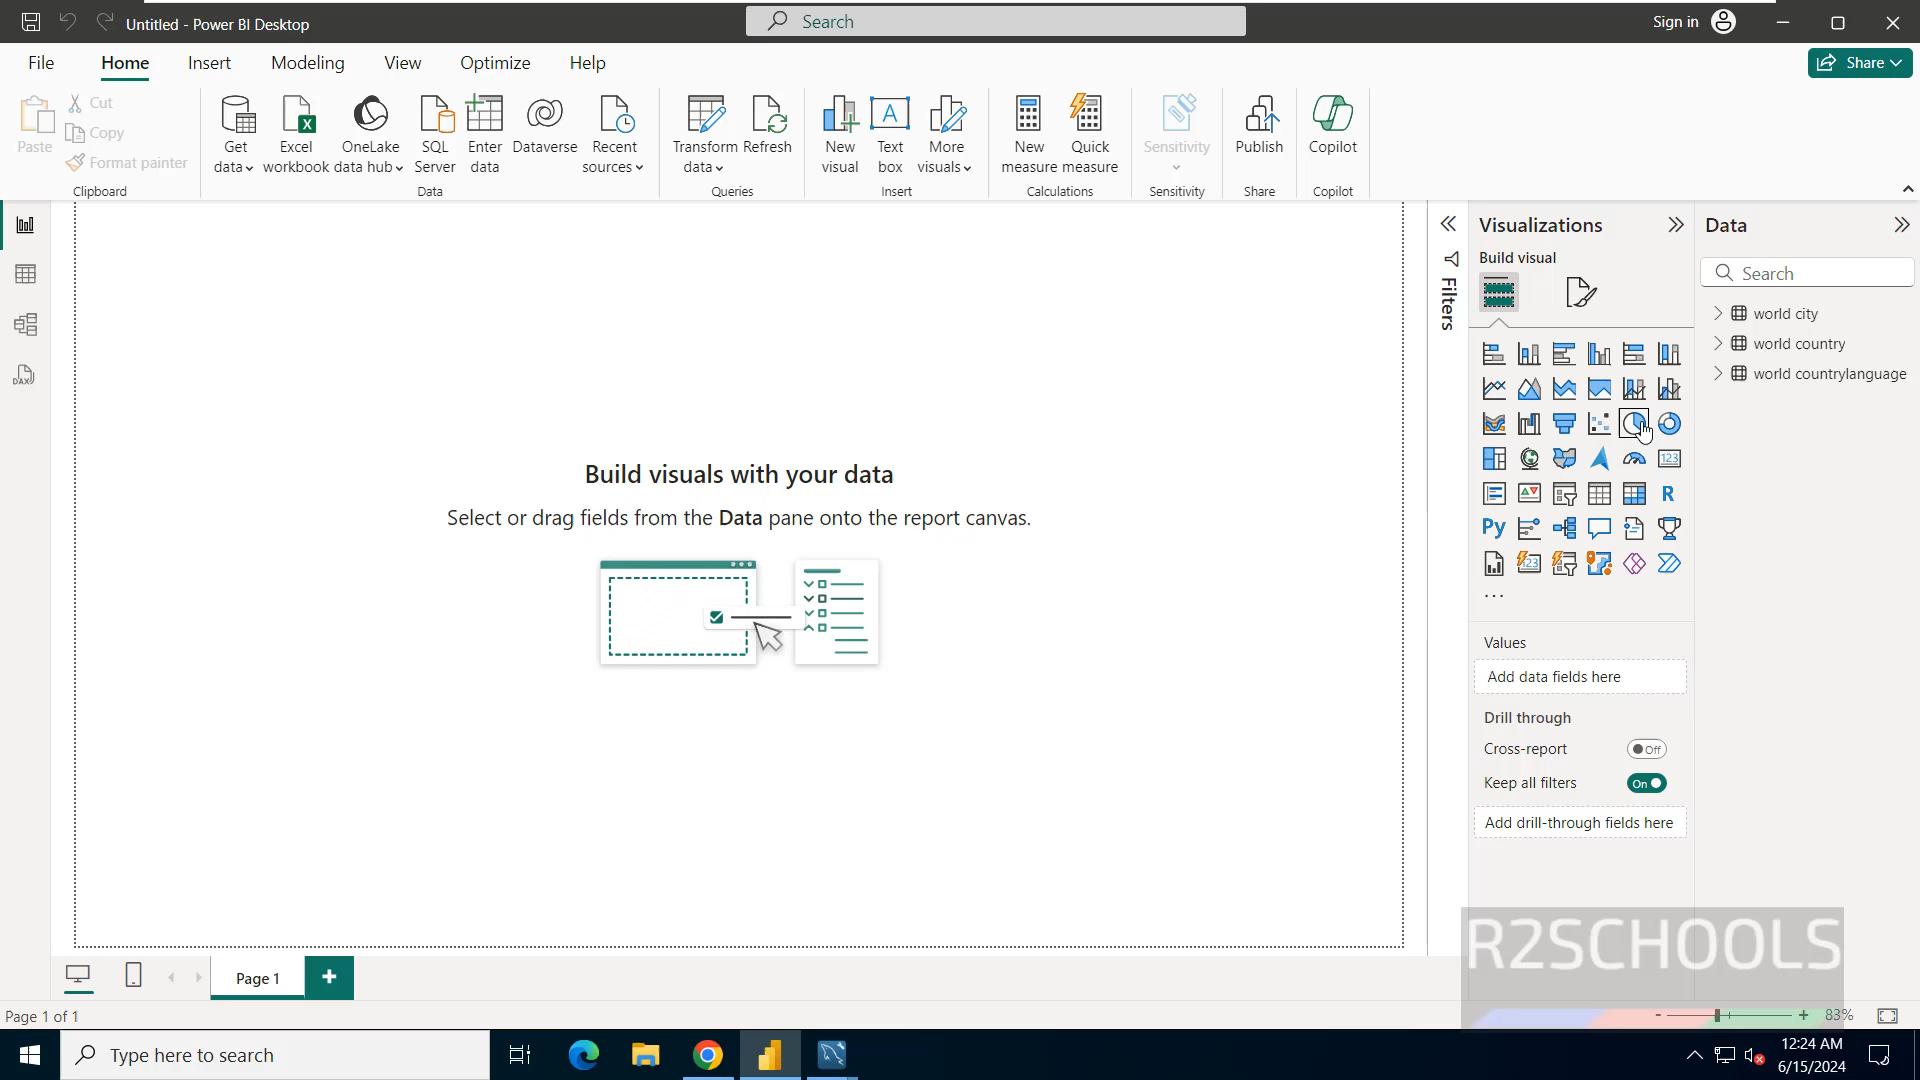 Untitled - Power BI Desktop
Search
Sign in
File
Home
Insert
Modeling
View
Optimize
Help
Share
Paste
Cut
Copy
Format painter
Clipboard
Get data
Excel workbook
OneLake data hub
SQL Server
Enter data
Dataverse
Recent sources
Data
Transform data
Refresh
Queries
New visual
Text box
More visuals
Insert
New measure
Quick measure
Calculations
Sensitivity
Sensitivity
Publish
Share
Copilot
Copilot
DAX
Build visuals with your data
Select or drag fields from the Data pane onto the report canvas.
Filters
Visualizations
Build visual
123
R
Py
123
...
Values
Add data fields here
Drill through
Cross-report
Off
Keep all filters
On
Add drill-through fields here
Data
Search
world city
world country
world countrylanguage
R2SCHOOLS
Page 1
Page 1 of 1
83%
Type here to search
12:24 AM
6/15/2024